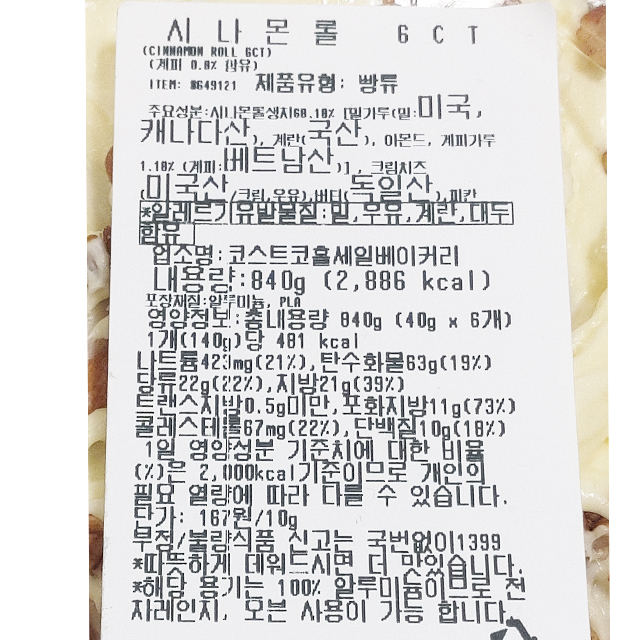 시나몬롤 6CT
(CINNAMON ROLL 6CT)
(계피 0.8% 함유)
ITEM: BG49121 제품유형: 빵류
주요성분:시나몬롤생지68.18% [밀가루(밀:미국,
캐나다산), 계란(국산), 아몬드, 계피가루
1.10% (계피:베트남산)] , 크림치즈
(미국산/크림,우유),버터(독일산),피칸
*알레르기유발물질:밀,우유,계란,대두
함유
업소명:코스트코홀세일베이커리
내용량:840g (2,886 kcal)
포장재질:알루미늄, PLA
영양정보:총내용량 840g (40g x 6개)
1개(140g)당 481 kcal
나트륨423mg(21%),탄수화물63g(19%)
당류22g(22%),지방21g(39%)
트랜스지방0.5g미만,포화지방11g(73%)
콜레스테롤67mg(22%),단백질10g(18%)
1일 영양성분 기준치에 대한 비율
(%)은 2,000kcal기준이므로 개인의
필요 열량에 따라 다를 수 있습니다.
단가: 167원/10g
부정/불량식품 신고는 국번없이1399
*따뜻하게 데워드시면 더 맛있습니다.
*해당 용기는 100% 알루미늄이므로 전
자레인지, 오븐 사용이 가능 합니다.